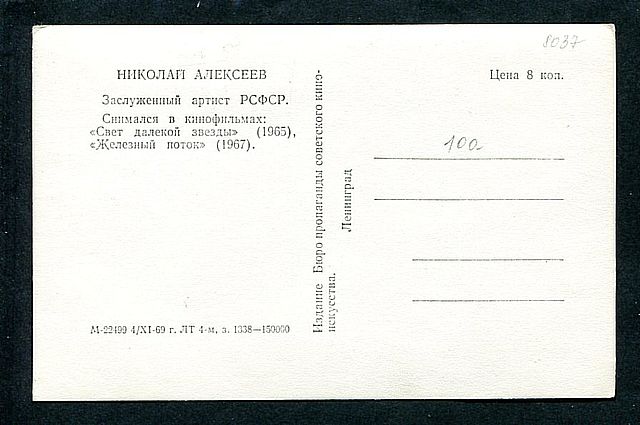 8037
НИКОЛАЙ АЛЕКСЕЕВ
Заслуженный артист РСФСР.
Снимался в кинофильмах:
«Свет далекой звезды» (1965),
«Железный поток» (1967).
М-22499 4/XI-69 г. ЛТ 4-м, з. 1338—150000
Издание Бюро пропаганды советского кино-
искусства.
Ленинград
Цена 8 коп.
100